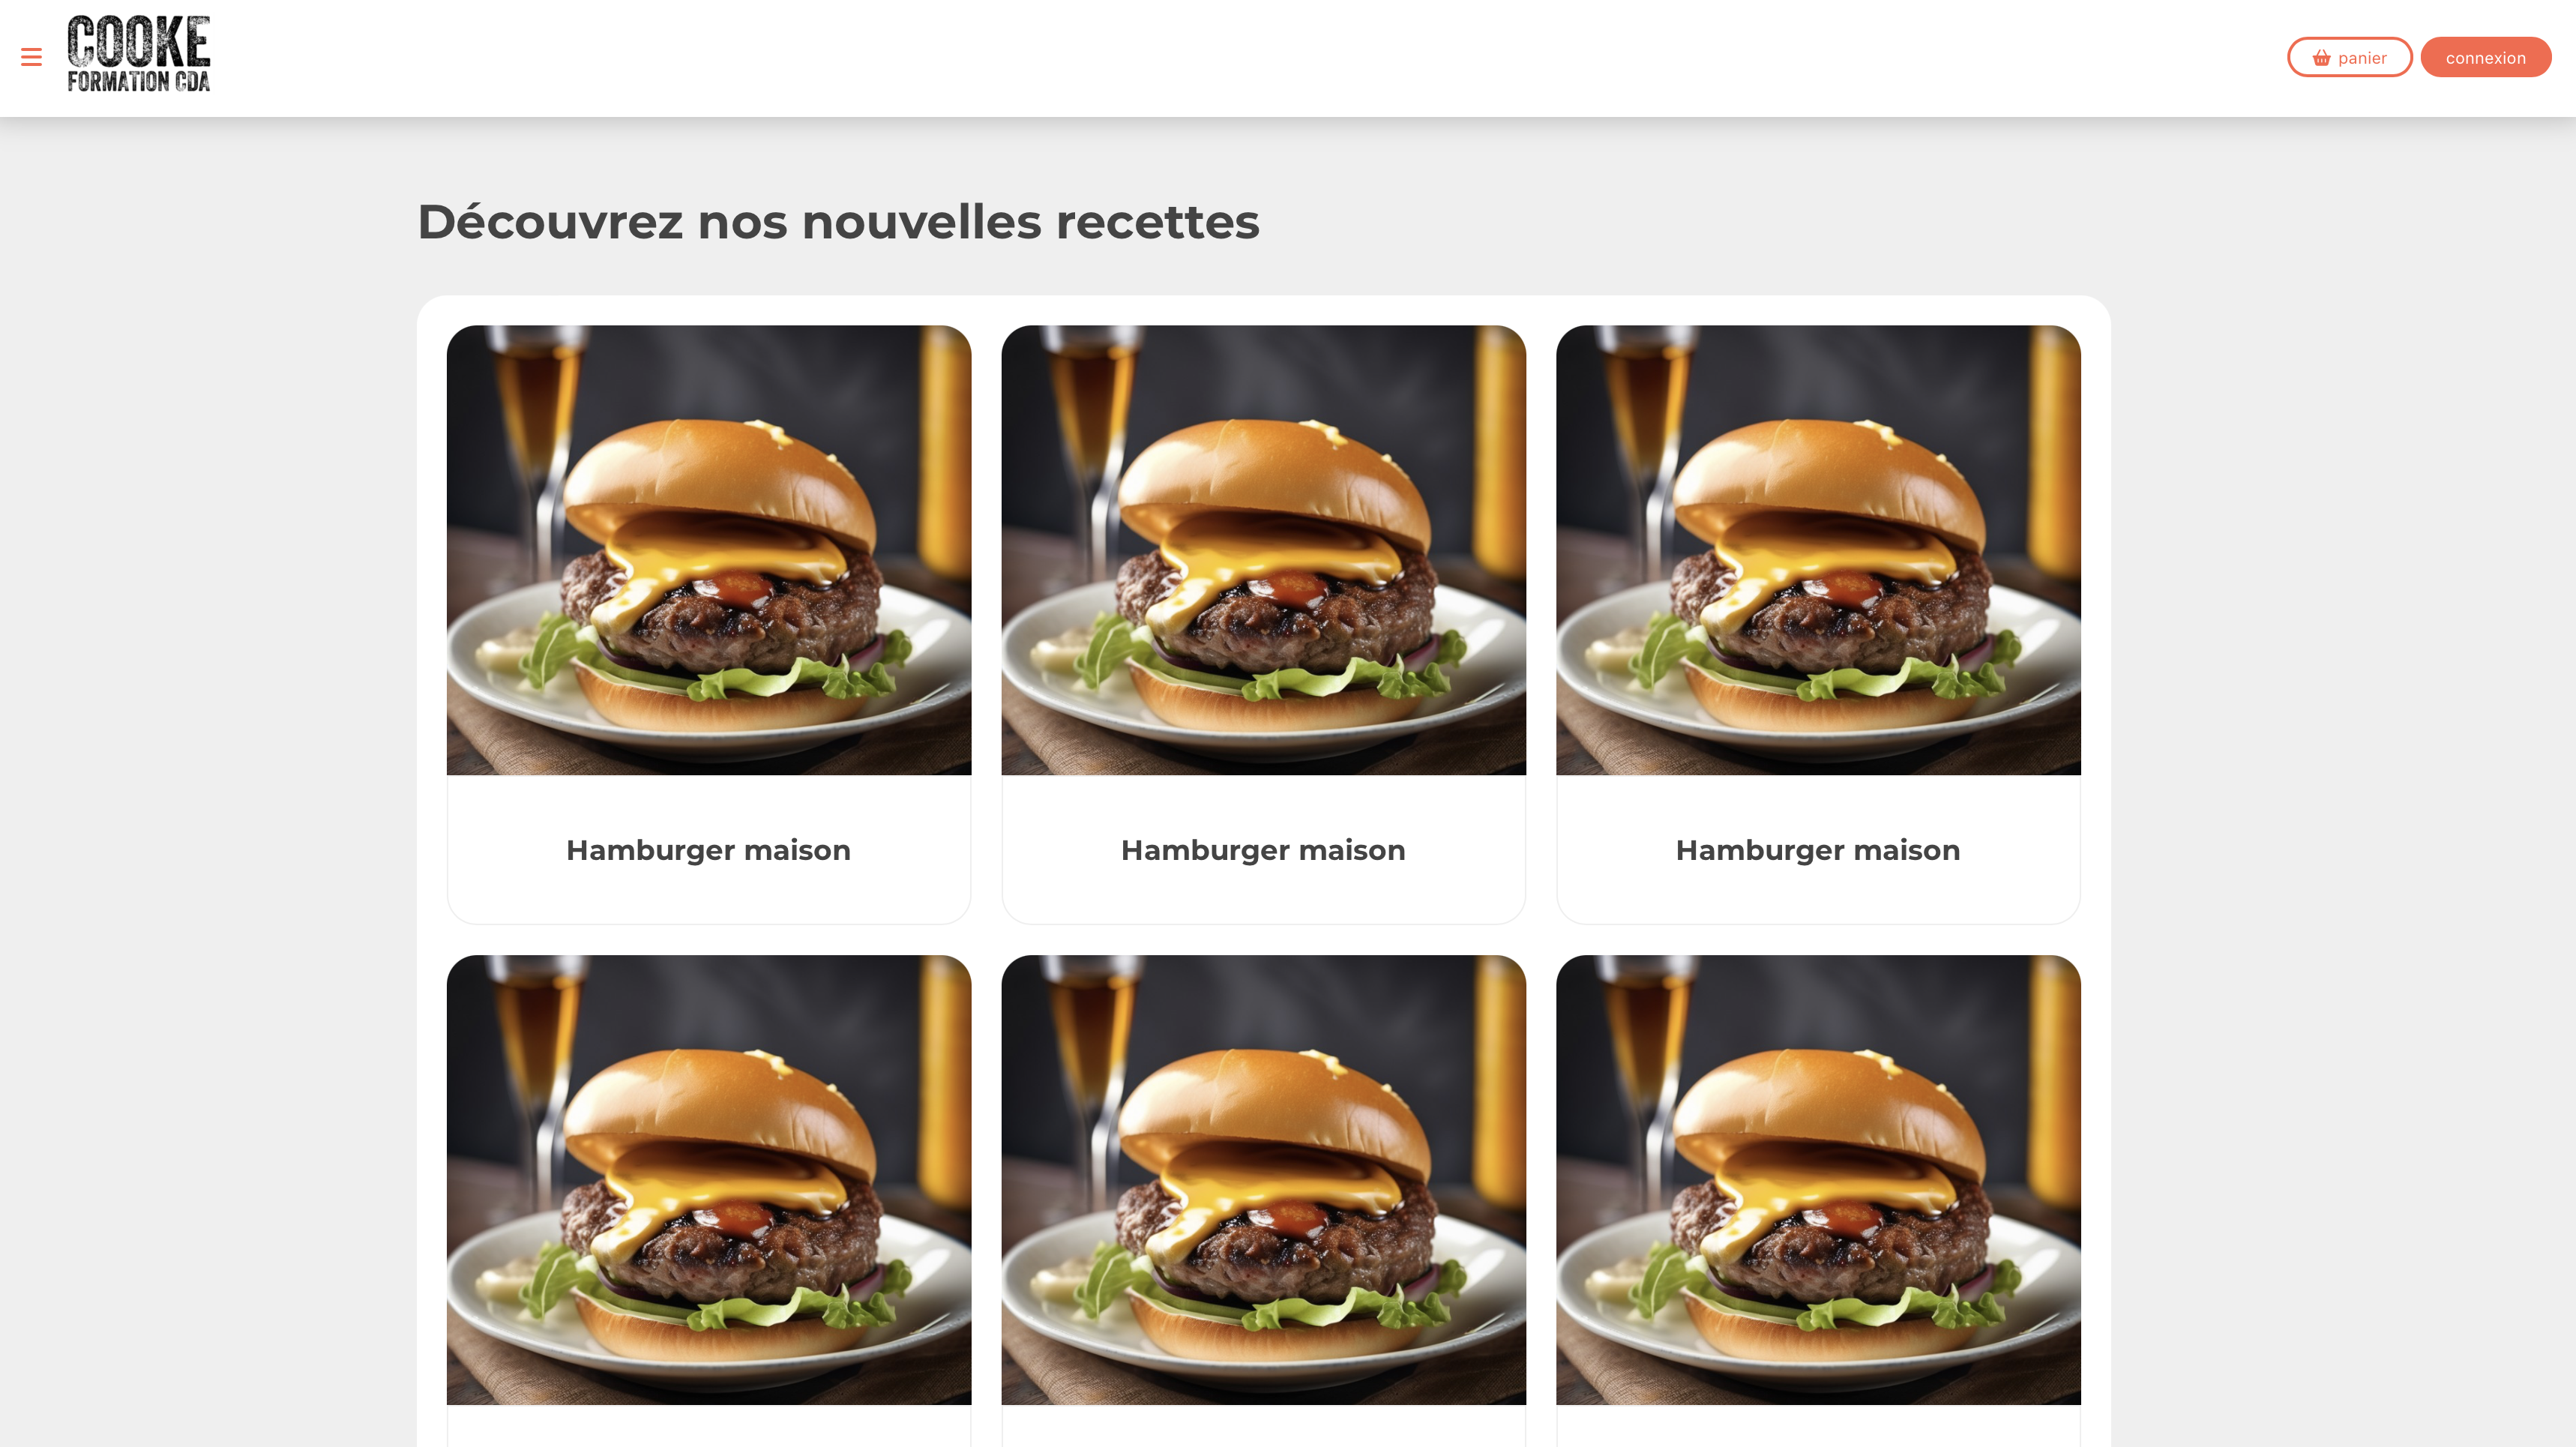 COOKE
FORMATION CDA
panier
connexion
Découvrez nos nouvelles recettes
Hamburger maison
Hamburger maison
Hamburger maison